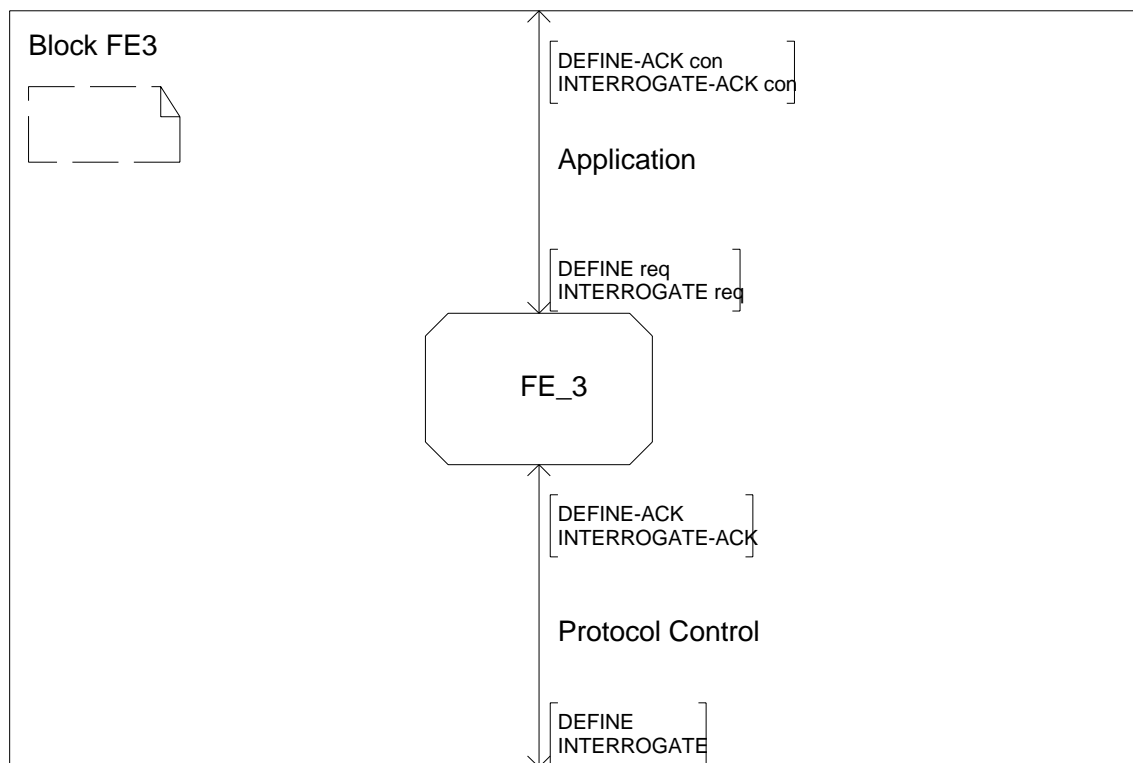 Block FE3
DEFINE-ACK con
INTERROGATE-ACK con
Application
DEFINE req
INTERROGATE req
FE_3
DEFINE-ACK
INTERROGATE-ACK
Protocol Control
DEFINE
INTERROGATE